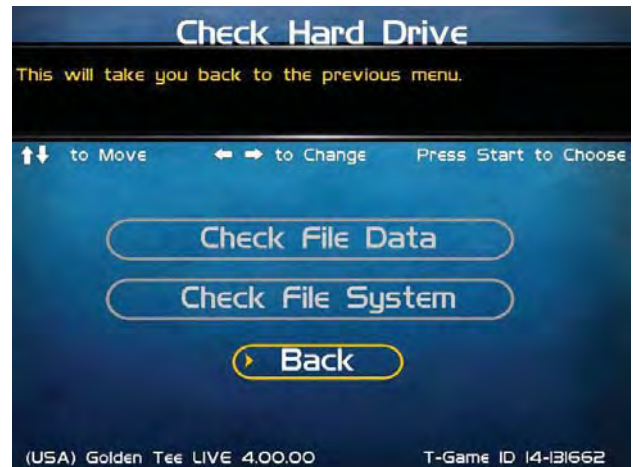 Check Hard Drive
This will take you back to the previous menu.
to Move to Change Press Start to Choose
Check File Data
Check File System
Back
(USA) Golden Tee LIVE 4.00.00 T-Game ID 14-131662